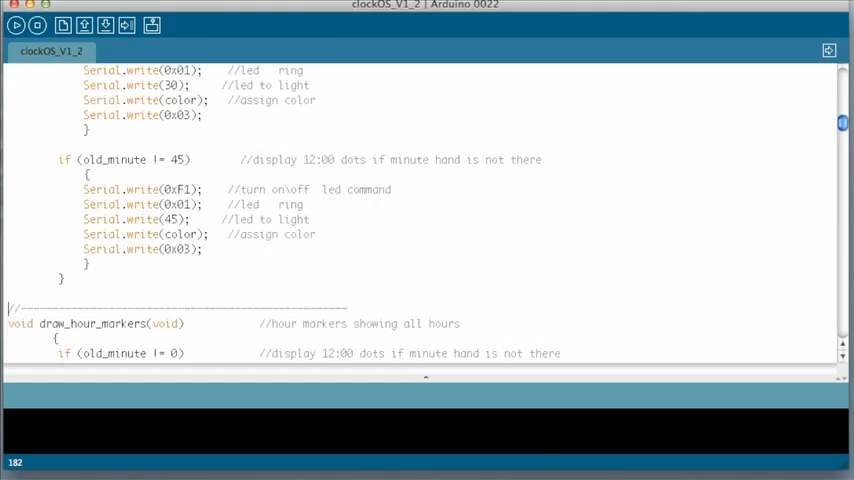 clockOS_V1_2 | Arduino 0022
clockOS_V1_2
Serial.write(0x01); //led ring
Serial.write(30); //led to light
Serial.write(color); //assign color
Serial.write(0x03);
}
if (old_minute != 45) //display 12:00 dots if minute hand is not there
{
Serial.write(0xF1); //turn on\off led command
Serial.write(0x01); //led ring
Serial.write(45); //led to light
Serial.write(color); //assign color
Serial.write(0x03);
}
}
//----------------------------------------------------
void draw_hour_markers(void) //hour markers showing all hours
{
if (old_minute != 0) //display 12:00 dots if minute hand is not there
182